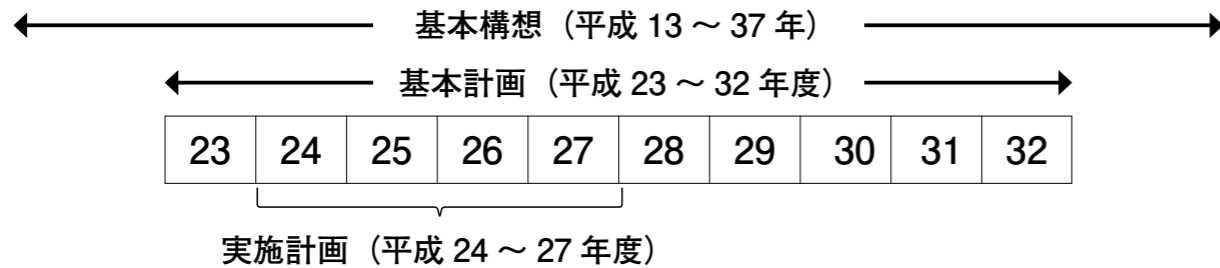 基本構想（平成 13 ～ 37 年）
基本計画（平成 23 ～ 32 年度）
23 24 25 26 27 28 29 30 31 32
実施計画（平成 24 ～ 27 年度）